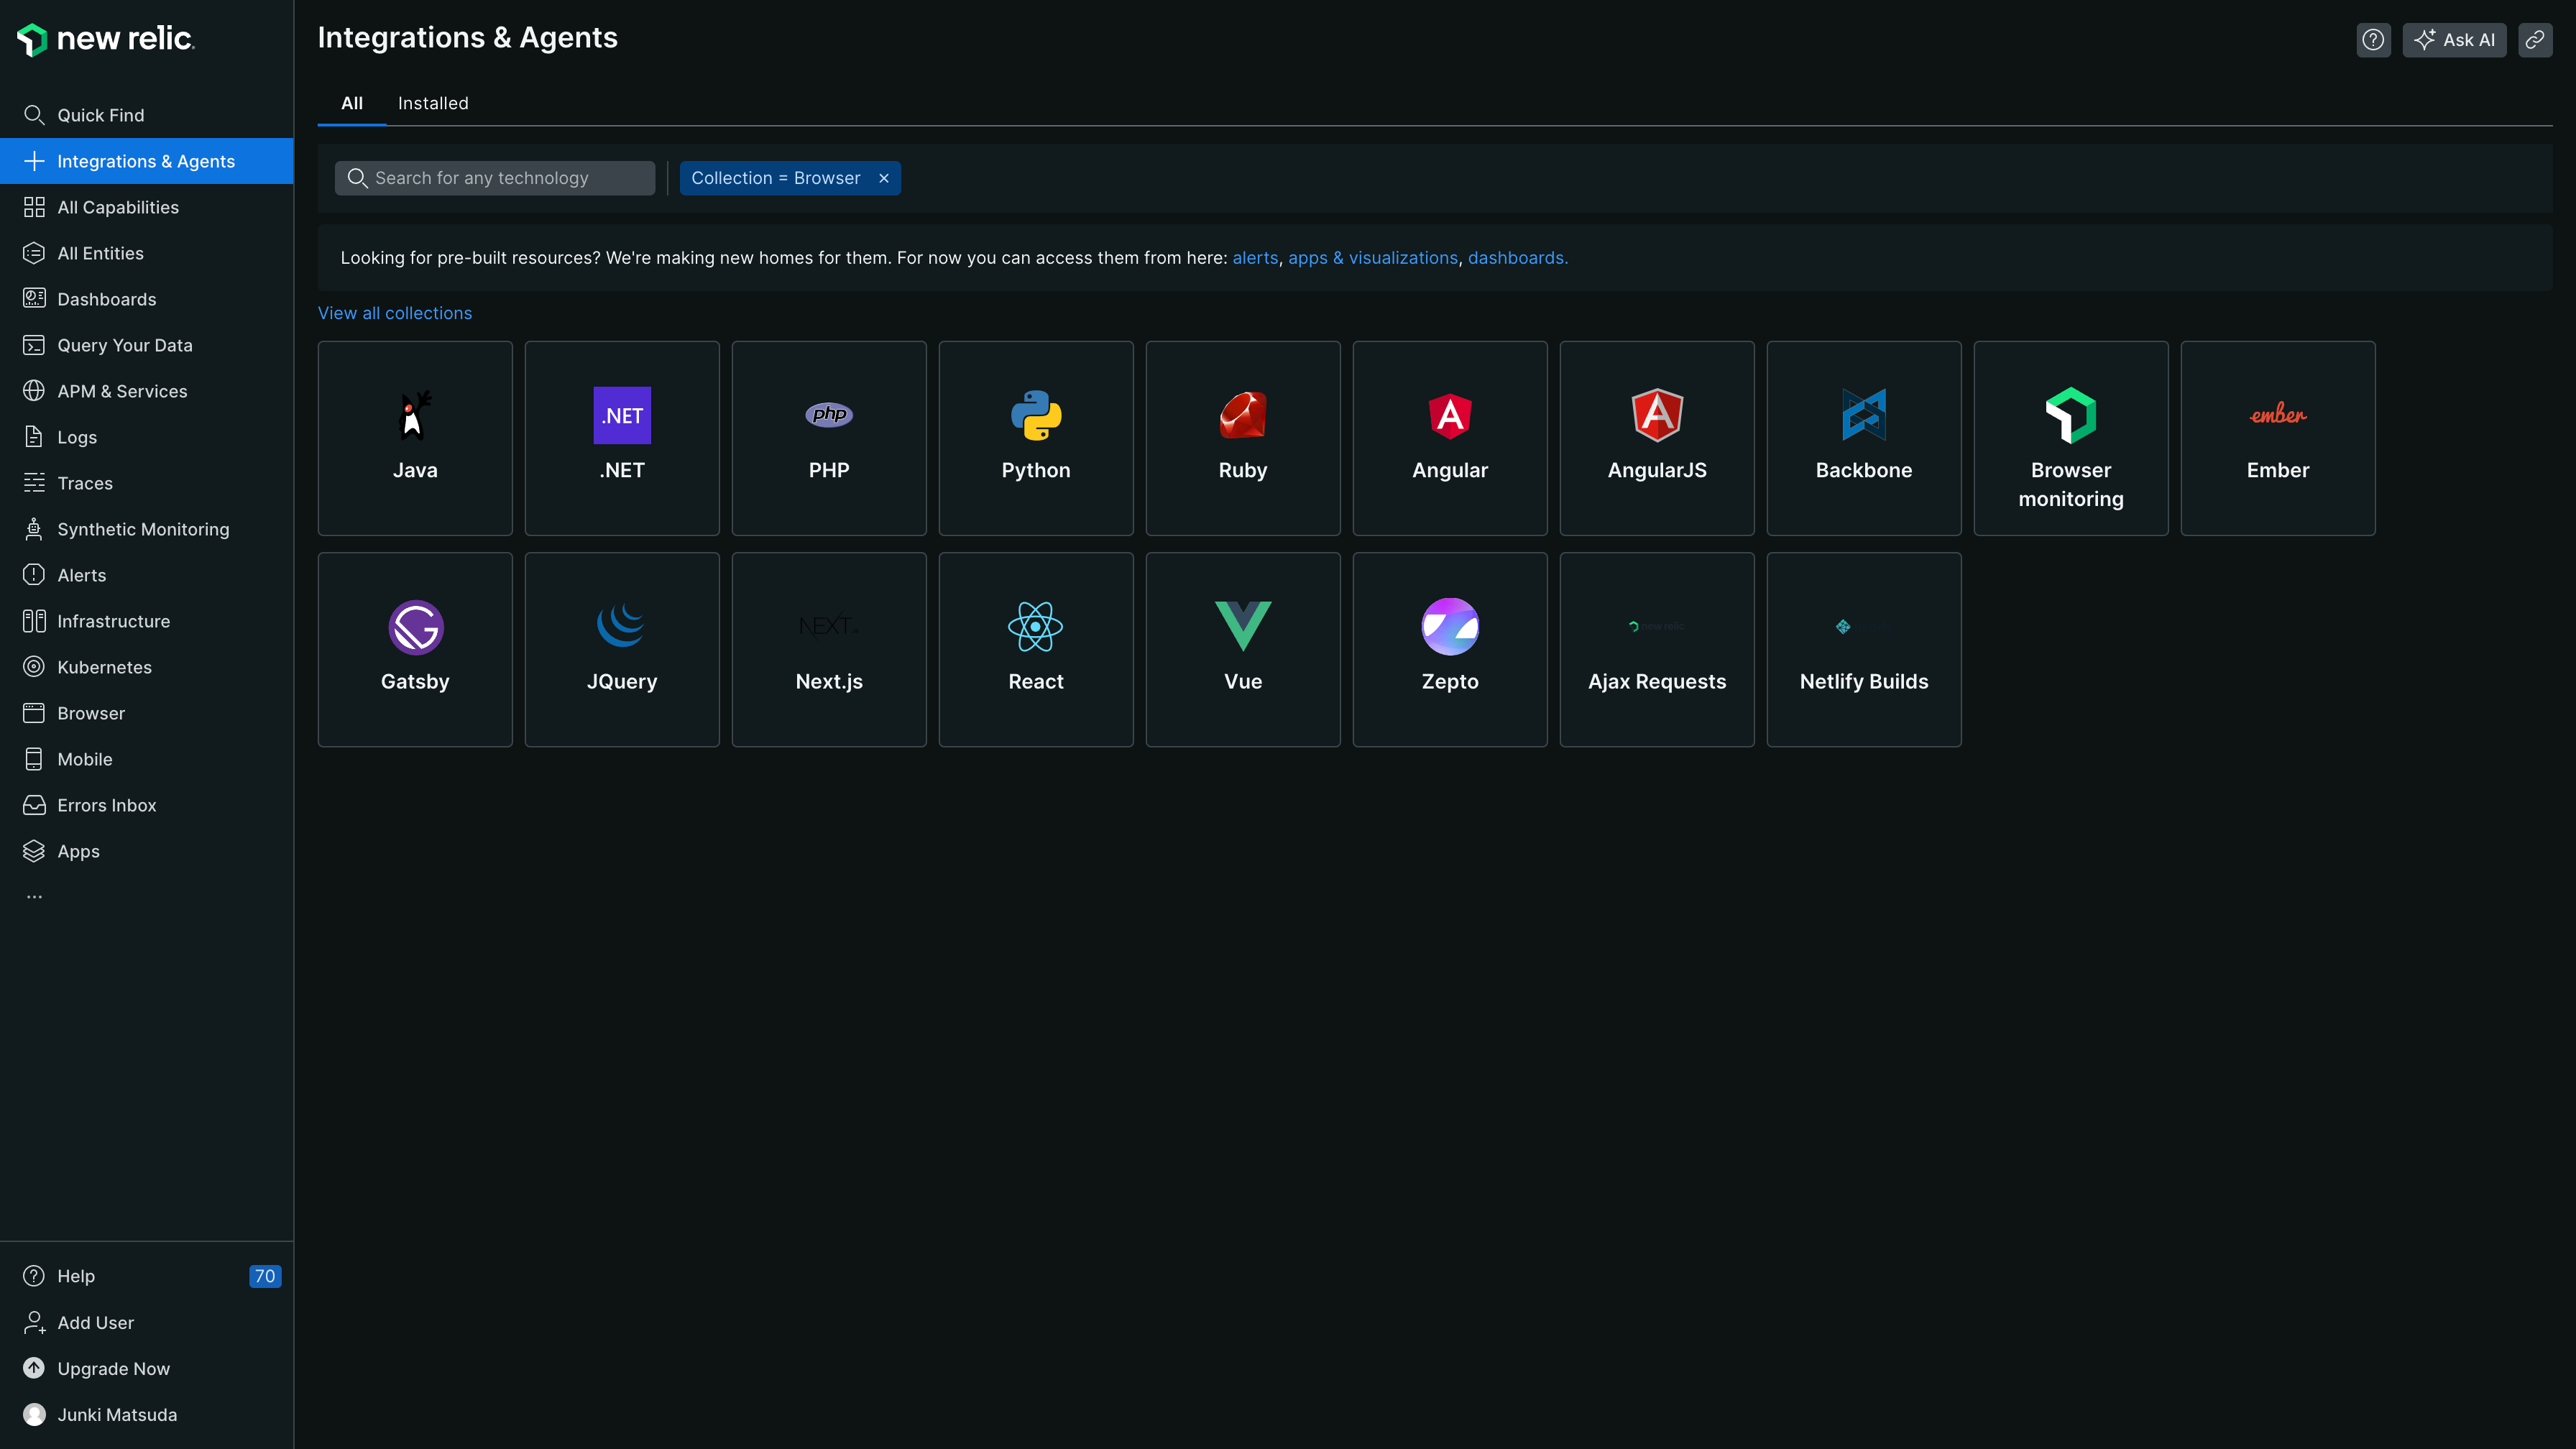 new relic.
Integrations & Agents
Ask AI
Quick Find
Integrations & Agents
All Capabilities
All Entities
Dashboards
Query Your Data
APM & Services
Logs
Traces
Synthetic Monitoring
Alerts
Infrastructure
Kubernetes
Browser
Mobile
Errors Inbox
Apps
...
Help 70
Add User
Upgrade Now
Junki Matsuda
All Installed
Search for any technology Collection = Browser ×
Looking for pre-built resources? We're making new homes for them. For now you can access them from here: alerts, apps & visualizations, dashboards.
View all collections
Java
.NET
.NET
php
PHP
Python
Ruby
A
Angular
A
AngularJS
Backbone
Browser
monitoring
ember
Ember
Gatsby
JQuery
NEXT.JS
Next.js
React
Vue
Zepto
new relic
Ajax Requests
Netlify Builds